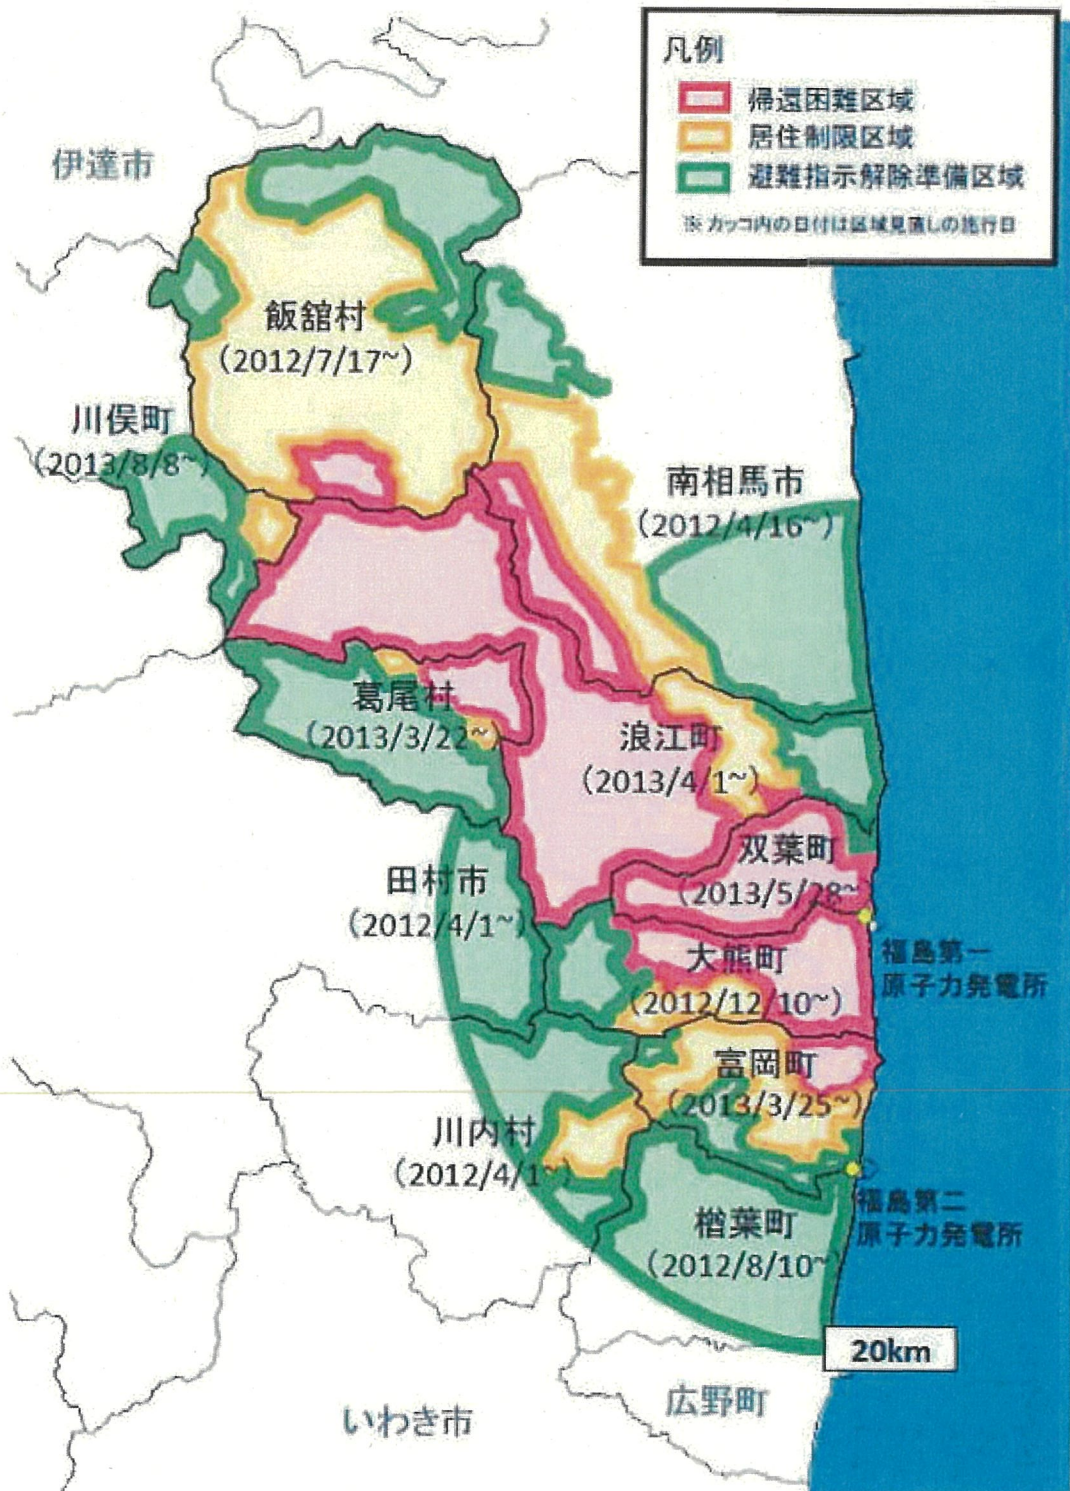 凡例
帰還困難区域
居住制限区域
避難指示解除準備区域
※カッコ内の日付は区域見直しの施行日
伊達市
飯舘村
(2012/7/17~)
川俣町
(2013/8/8~)
南相馬市
(2012/4/16~)
葛尾村
(2013/3/22~)
浪江町
(2013/4/1~)
双葉町
(2013/5/28~
田村市
(2012/4/1~)
大熊町
(2012/12/10~)
福島第一
原子力発電所
富岡町
(2013/3/25~)
川内村
(2012/4/1~)
福島第二
原子力発電所
楢葉町
(2012/8/10~
20km
広野町
いわき市